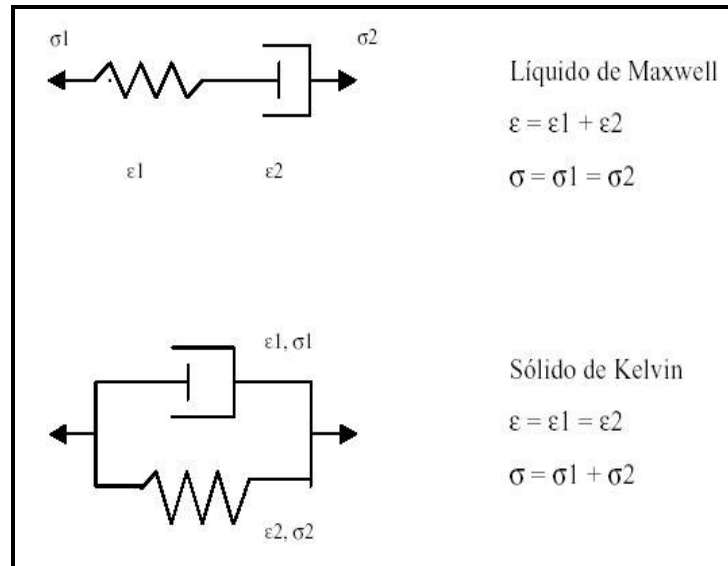 σ1
σ2
ε1
ε2
Líquido de Maxwell
ε = ε1 + ε2
σ = σ1 = σ2
ε1, σ1
ε2, σ2
Sólido de Kelvin
ε = ε1 = ε2
σ = σ1 + σ2